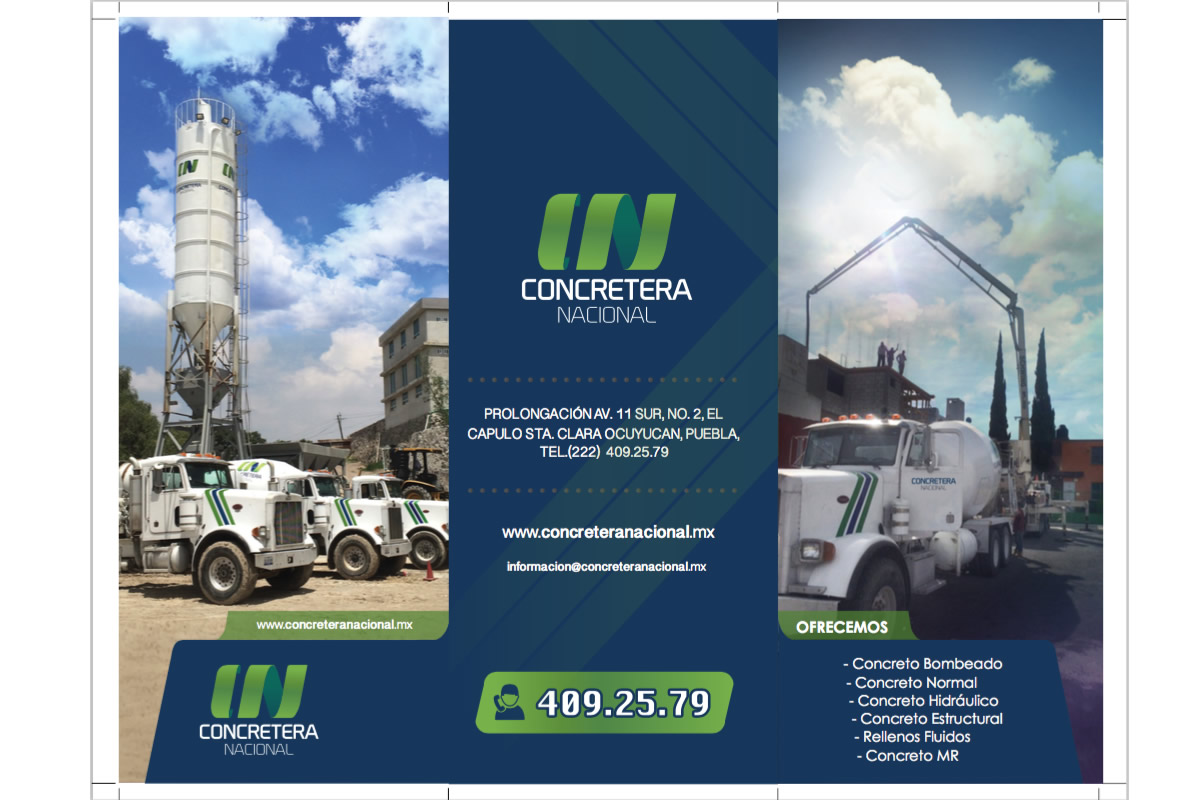 CN
CN
CONCRETERA
NACIONAL
PROLONGACIÓN AV. 11 SUR, NO. 2, EL
CAPULO STA. CLARA OCUYUCAN, PUEBLA,
TEL.(222) 409.25.79
www.concreteranacional.mx
informacion@concreteranacional.mx
409.25.79
www.concreteranacional.mx
CN
CONCRETERA
NACIONAL
CONCRETERA
NACIONAL
OFRECEMOS
- Concreto Bombeado
- Concreto Normal
- Concreto Hidráulico
- Concreto Estructural
- Rellenos Fluidos
- Concreto MR